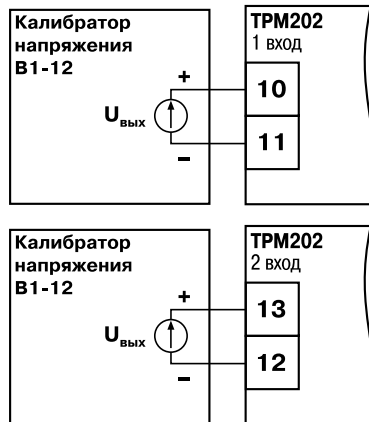 Калибратор
напряжения
В1-12
Uвых
+
−
ТРМ202
1 вход
10
11
Калибратор
напряжения
В1-12
Uвых
+
−
ТРМ202
2 вход
13
12